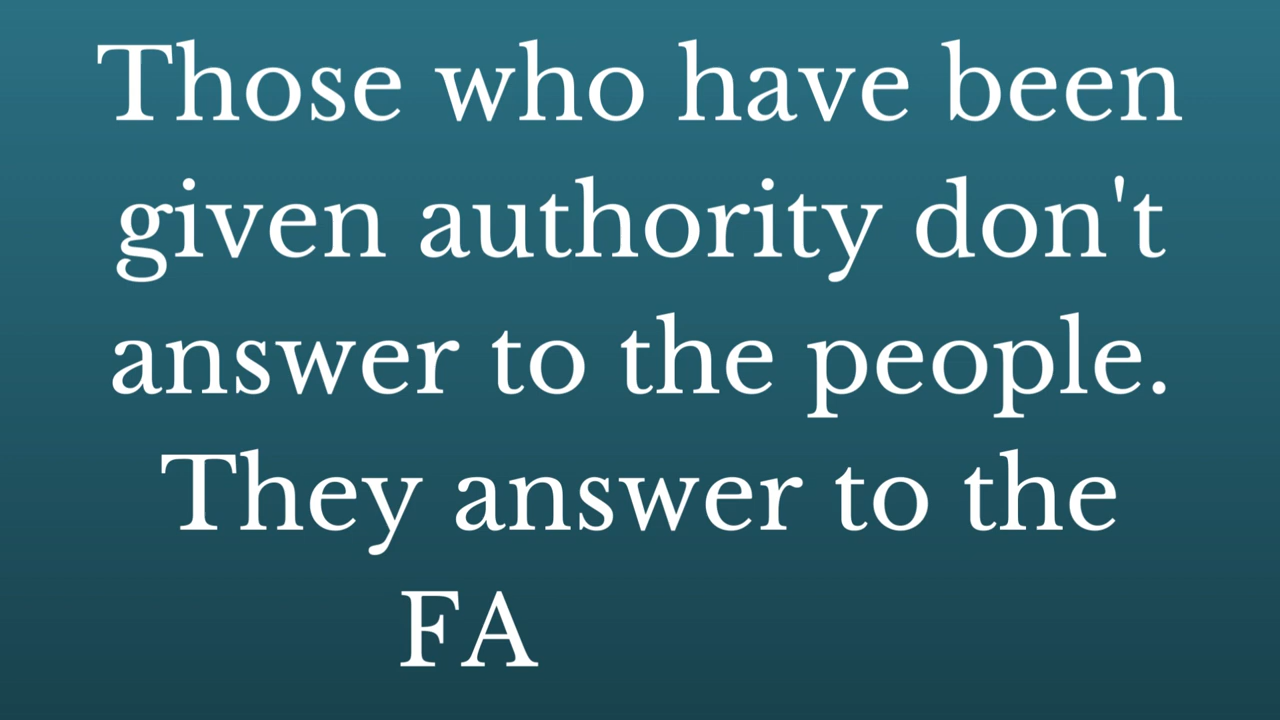 Those who have been
given authority don't
answer to the people.
They answer to the
FA